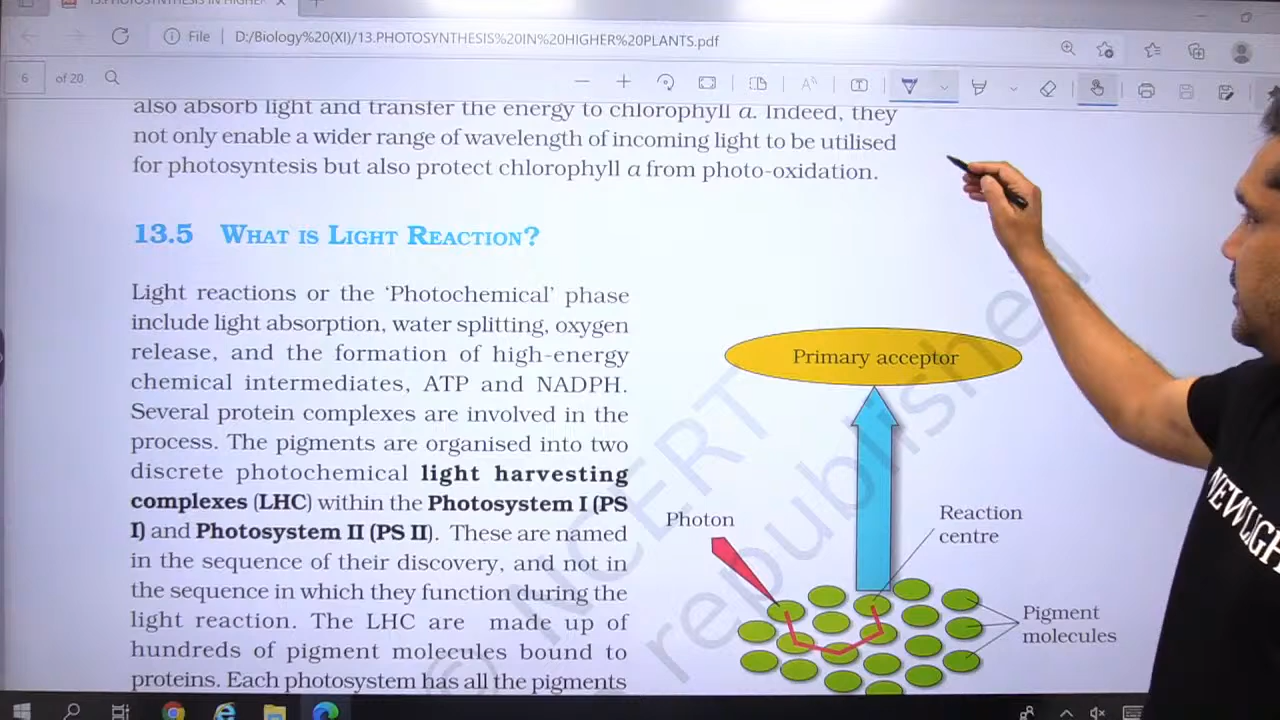 13.PHOTOSYNTHESIS IN HIGHER
File D:/Biology%20(XI)/13.PHOTOSYNTHESIS%20IN%20HIGHER%20PLANTS.pdf
6 of 20
also absorb light and transfer the energy to chlorophyll a. Indeed, they
not only enable a wider range of wavelength of incoming light to be utilised
for photosyntesis but also protect chlorophyll a from photo-oxidation.
13.5 WHAT IS LIGHT REACTION?
Light reactions or the ‘Photochemical’ phase
include light absorption, water splitting, oxygen
release, and the formation of high-energy
chemical intermediates, ATP and NADPH.
Several protein complexes are involved in the
process. The pigments are organised into two
discrete photochemical light harvesting
complexes (LHC) within the Photosystem I (PS
I) and Photosystem II (PS II). These are named
in the sequence of their discovery, and not in
the sequence in which they function during the
light reaction. The LHC are made up of
hundreds of pigment molecules bound to
proteins. Each photosystem has all the pigments
Primary acceptor
Photon
Reaction
centre
Pigment
molecules
© NCERT
republished
NEWLIGH